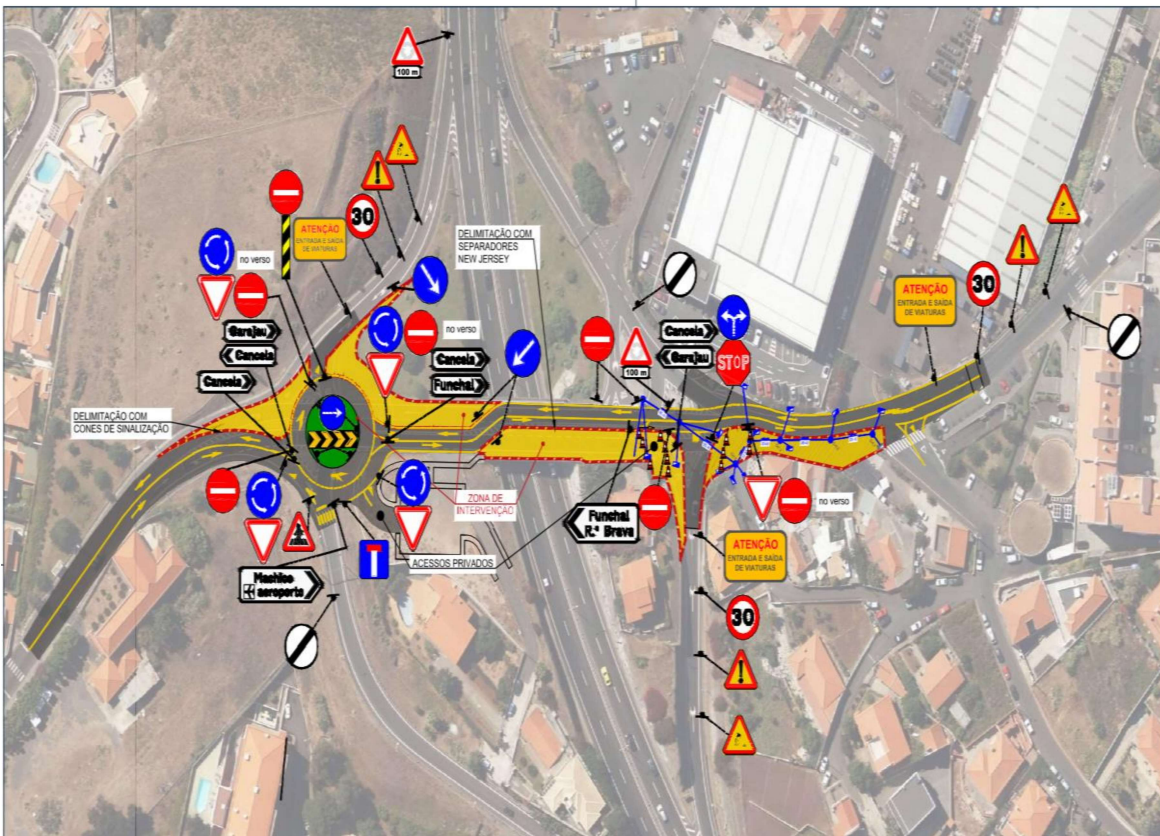 100 m
30
ATENÇÃO
ENTRADA E SAÍDA
DE VIATURAS
DELIMITAÇÃO COM
SEPARADORES
NEW JERSEY
no verso
Garajau
Cancela
Cancela
no verso
Cancela
Funchal
100 m
Cancela
Garajau
STOP
ATENÇÃO
ENTRADA E SAÍDA
DE VIATURAS
30
DELIMITAÇÃO COM
CONES DE SINALIZAÇÃO
ZONA DE
INTERVENÇÃO
Funchal
R.ª Brava
no verso
ACESSOS PRIVADOS
Machico
aeroporto
ATENÇÃO
ENTRADA E SAÍDA
DE VIATURAS
30